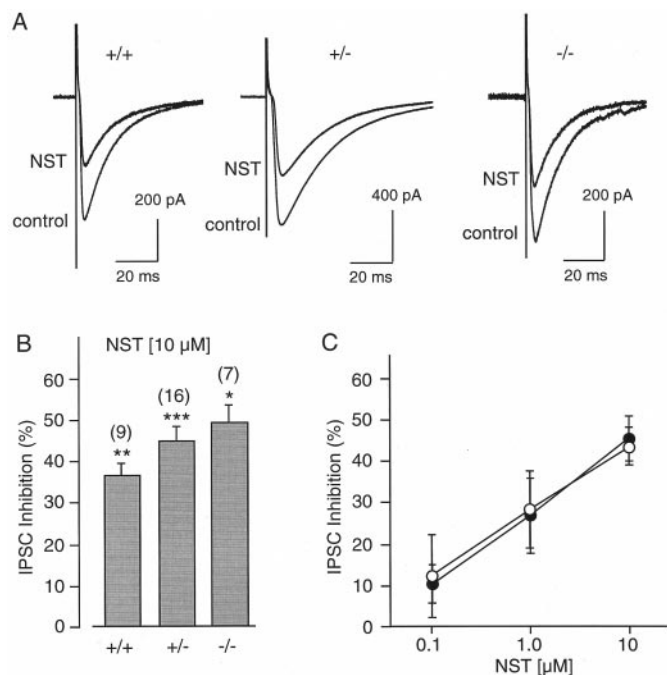 A
+/+
+/-
-/-
NST
control
200 pA
20 ms
NST
control
400 pA
20 ms
NST
control
200 pA
20 ms
B
NST [10 µM]
IPSC Inhibition (%)
60
50
40
30
20
10
0
(9)
**
(16)
***
(7)
*
+/+
+/-
-/-
C
IPSC Inhibition (%)
60
50
40
30
20
10
0
0.1
1.0
10
NST [µM]